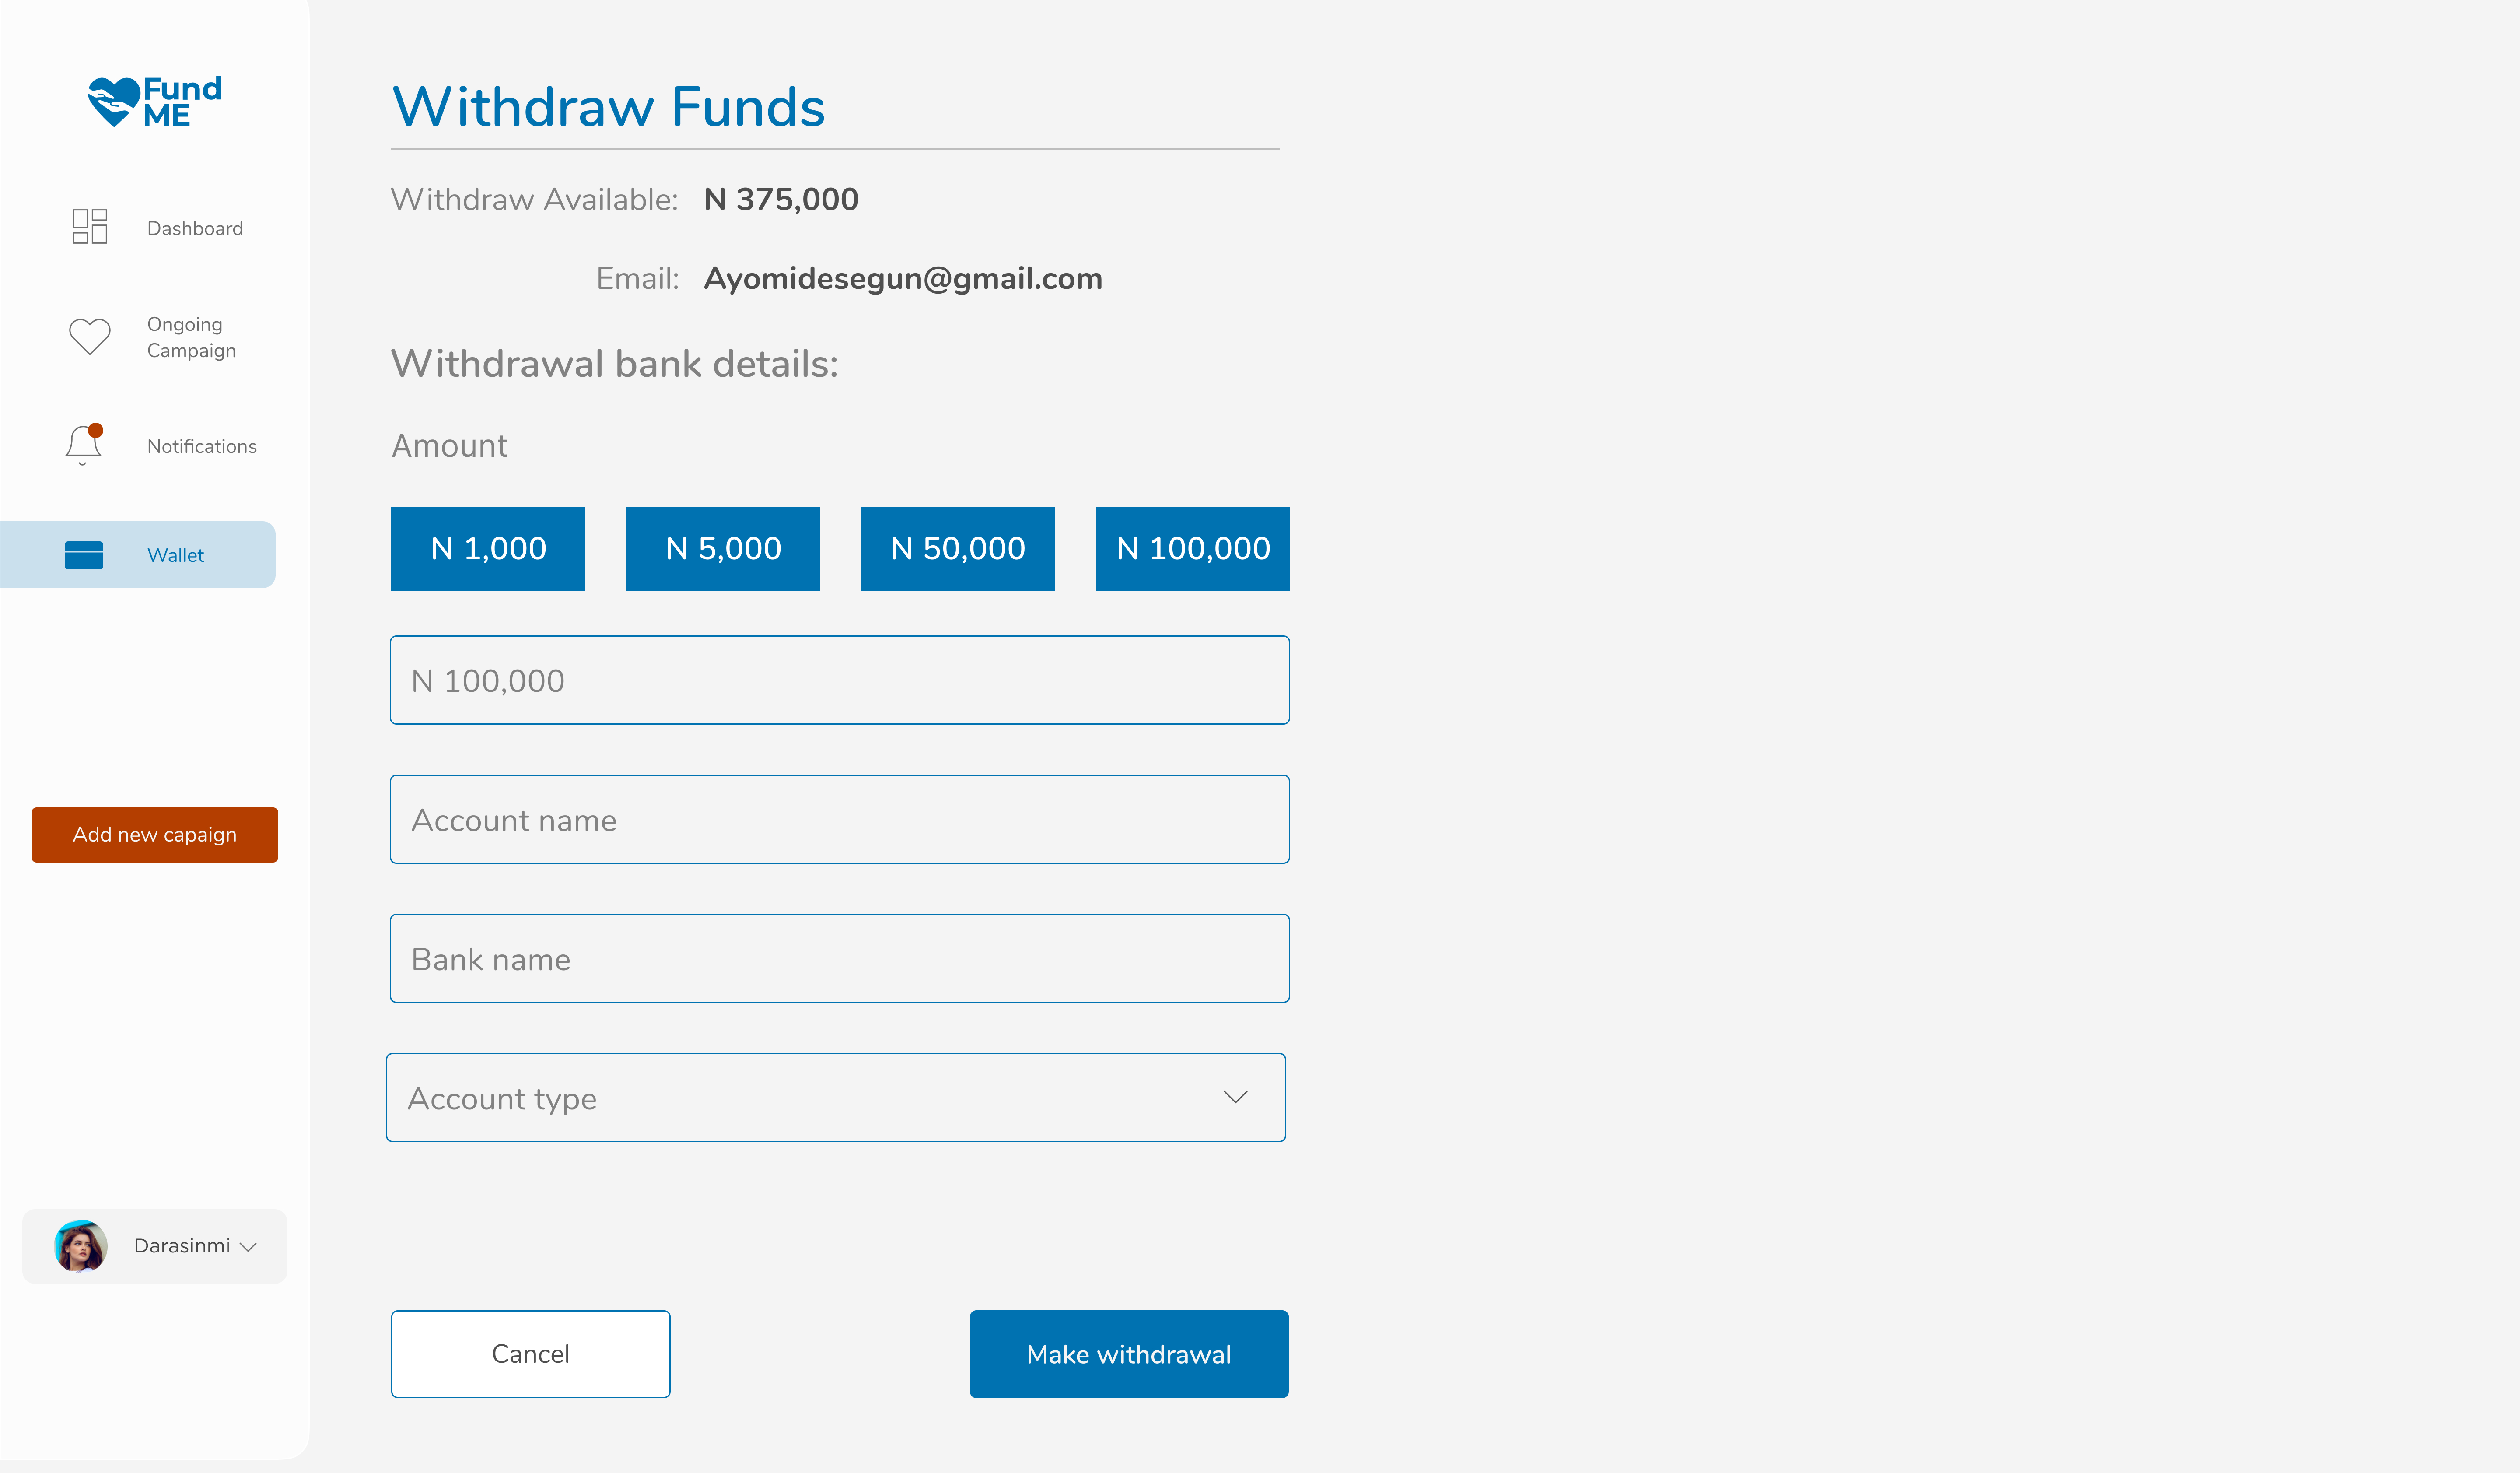 Fund
ME
Dashboard
Ongoing
Campaign
Notifications
Wallet
Add new capaign
Darasinmi
Withdraw Funds
Withdraw Available: N 375,000
Email: Ayomidesegun@gmail.com
Withdrawal bank details:
Amount
N 1,000 N 5,000 N 50,000 N 100,000
N 100,000
Account name
Bank name
Account type
Cancel Make withdrawal